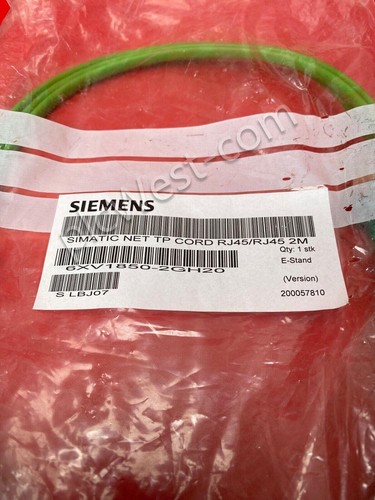 SIEMENS
SIMATIC NET TP CORD RJ45/RJ45 2M
Qty: 1 stk
6XV1850-2GH20
E-Stand
(Version)
S LBJ07
200057810